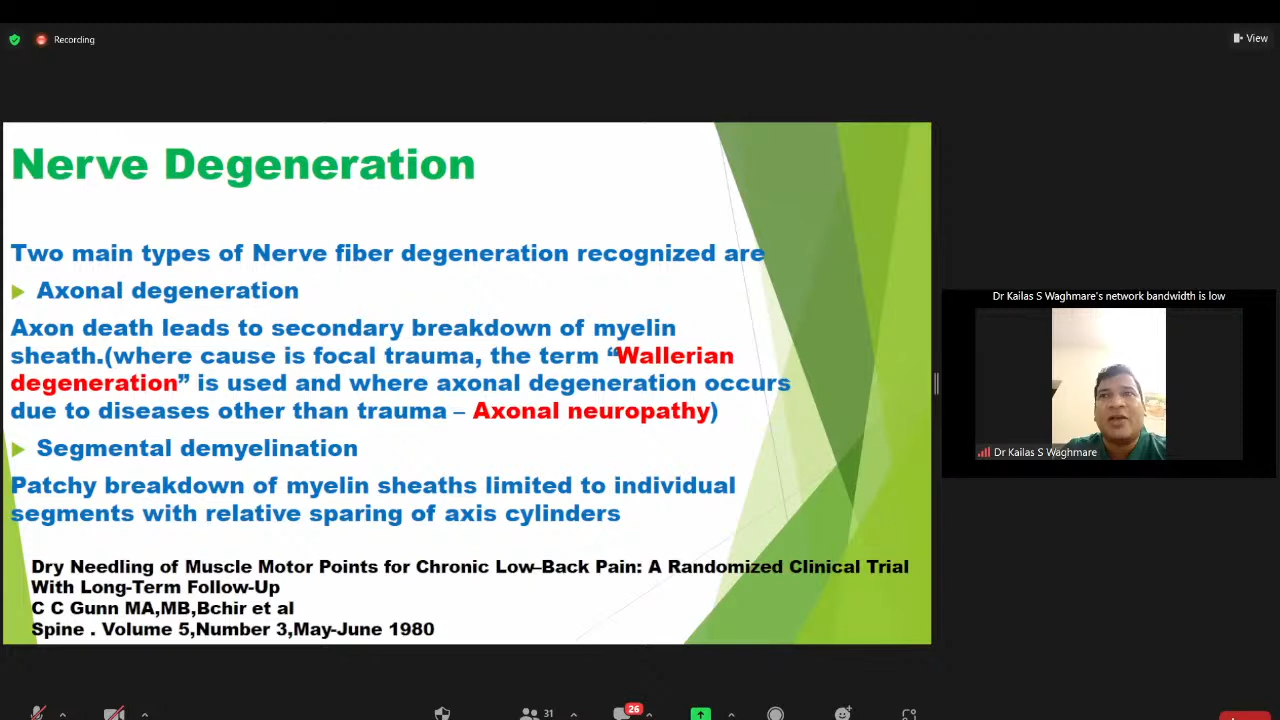 Recording
View
Nerve Degeneration
Two main types of Nerve fiber degeneration recognized are
Axonal degeneration
Axon death leads to secondary breakdown of myelin
sheath.(where cause is focal trauma, the term “Wallerian
degeneration” is used and where axonal degeneration occurs
due to diseases other than trauma – Axonal neuropathy)
Segmental demyelination
Patchy breakdown of myelin sheaths limited to individual
segments with relative sparing of axis cylinders
Dry Needling of Muscle Motor Points for Chronic Low–Back Pain: A Randomized Clinical Trial
With Long-Term Follow-Up
C C Gunn MA,MB,Bchir et al
Spine . Volume 5,Number 3,May-June 1980
Dr Kailas S Waghmare's network bandwidth is low
Dr Kailas S Waghmare
31
26